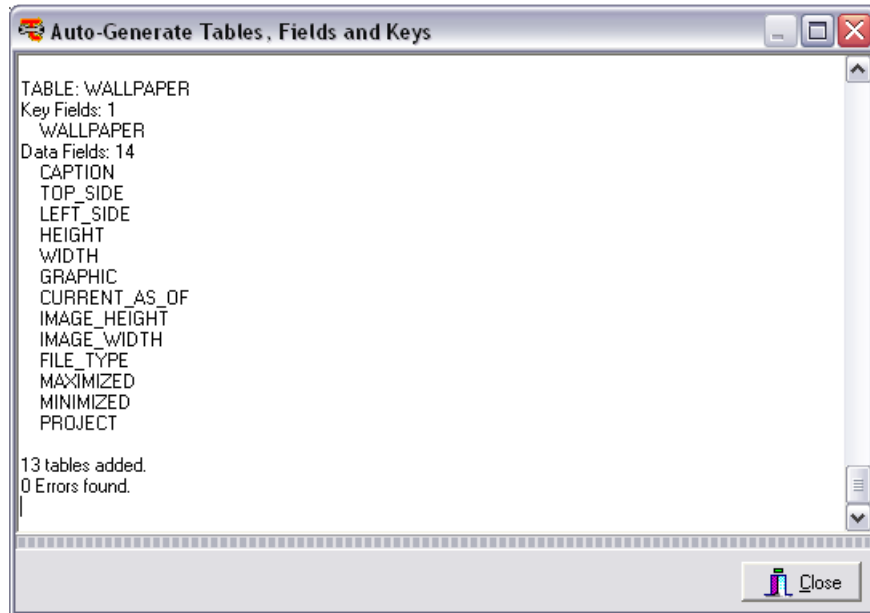 Auto-Generate Tables, Fields and Keys
TABLE: WALLPAPER
Key Fields: 1
WALLPAPER
Data Fields: 14
CAPTION
TOP_SIDE
LEFT_SIDE
HEIGHT
WIDTH
GRAPHIC
CURRENT_AS_OF
IMAGE_HEIGHT
IMAGE_WIDTH
FILE_TYPE
MAXIMIZED
MINIMIZED
PROJECT
13 tables added.
0 Errors found.
Close